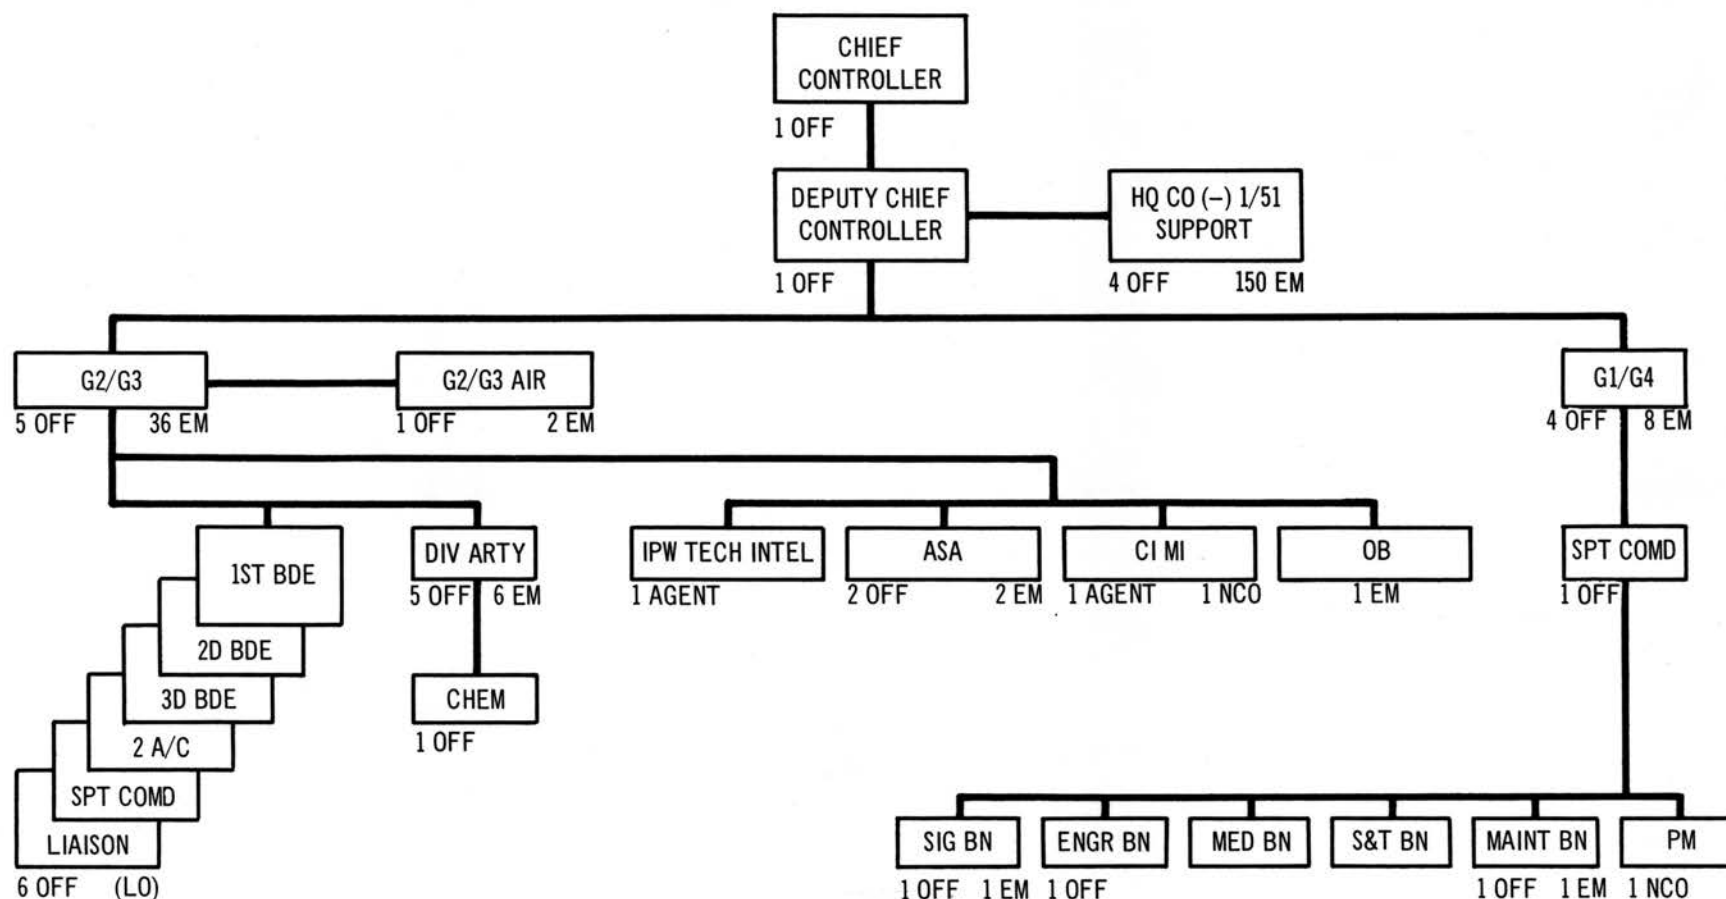 CHIEF
CONTROLLER
1 OFF
DEPUTY CHIEF
CONTROLLER
1 OFF
HQ CO (–) 1/51
SUPPORT
4 OFF 150 EM
G2/G3
5 OFF 36 EM
G2/G3 AIR
1 OFF 2 EM
G1/G4
4 OFF 8 EM
1ST BDE
2D BDE
3D BDE
2 A/C
SPT COMD
LIAISON
6 OFF (LO)
DIV ARTY
5 OFF 6 EM
CHEM
1 OFF
IPW TECH INTEL
1 AGENT
ASA
2 OFF 2 EM
CI MI
1 AGENT 1 NCO
OB
1 EM
SPT COMD
1 OFF
SIG BN
1 OFF 1 EM
ENGR BN
1 OFF
MED BN
S&T BN
MAINT BN
1 OFF 1 EM
PM
1 NCO